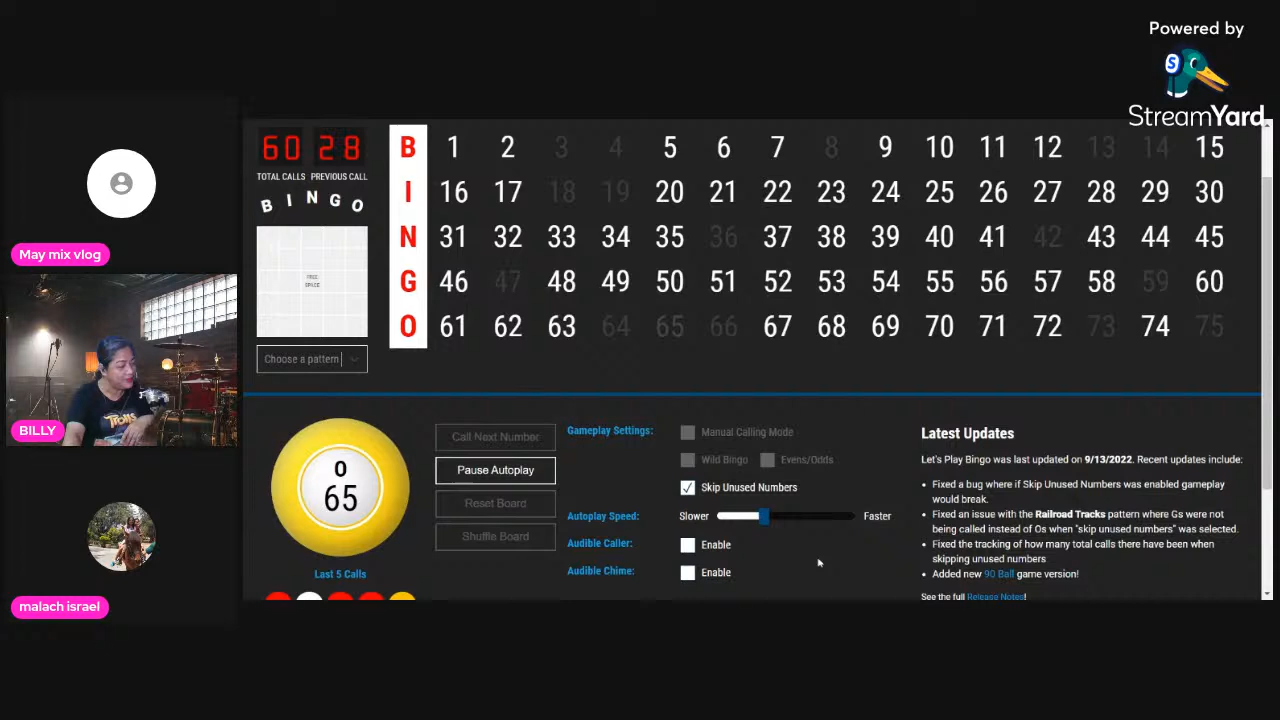 Powered by
StreamYard
60 28
TOTAL CALLS PREVIOUS CALL
BINGO
FREE
SPACE
Choose a pattern
B 1 2 3 4 5 6 7 8 9 10 11 12 13 14 15
I 16 17 18 19 20 21 22 23 24 25 26 27 28 29 30
N 31 32 33 34 35 36 37 38 39 40 41 42 43 44 45
G 46 47 48 49 50 51 52 53 54 55 56 57 58 59 60
O 61 62 63 64 65 66 67 68 69 70 71 72 73 74 75
May mix vlog
BILLY
malach israel
O
65
Last 5 Calls
Call Next Number
Pause Autoplay
Reset Board
Shuffle Board
Gameplay Settings:
Manual Calling Mode
Wild Bingo Evens/Odds
Skip Unused Numbers
Autoplay Speed: Slower Faster
Audible Caller: Enable
Audible Chime: Enable
Latest Updates
Let's Play Bingo was last updated on 9/13/2022. Recent updates include:
Fixed a bug where if Skip Unused Numbers was enabled gameplay
would break.
Fixed an issue with the Railroad Tracks pattern where Gs were not
being called instead of Os when "skip unused numbers" was selected.
Fixed the tracking of how many total calls there have been when
skipping unused numbers
Added new 90 Ball game version!
See the full Release Notes!